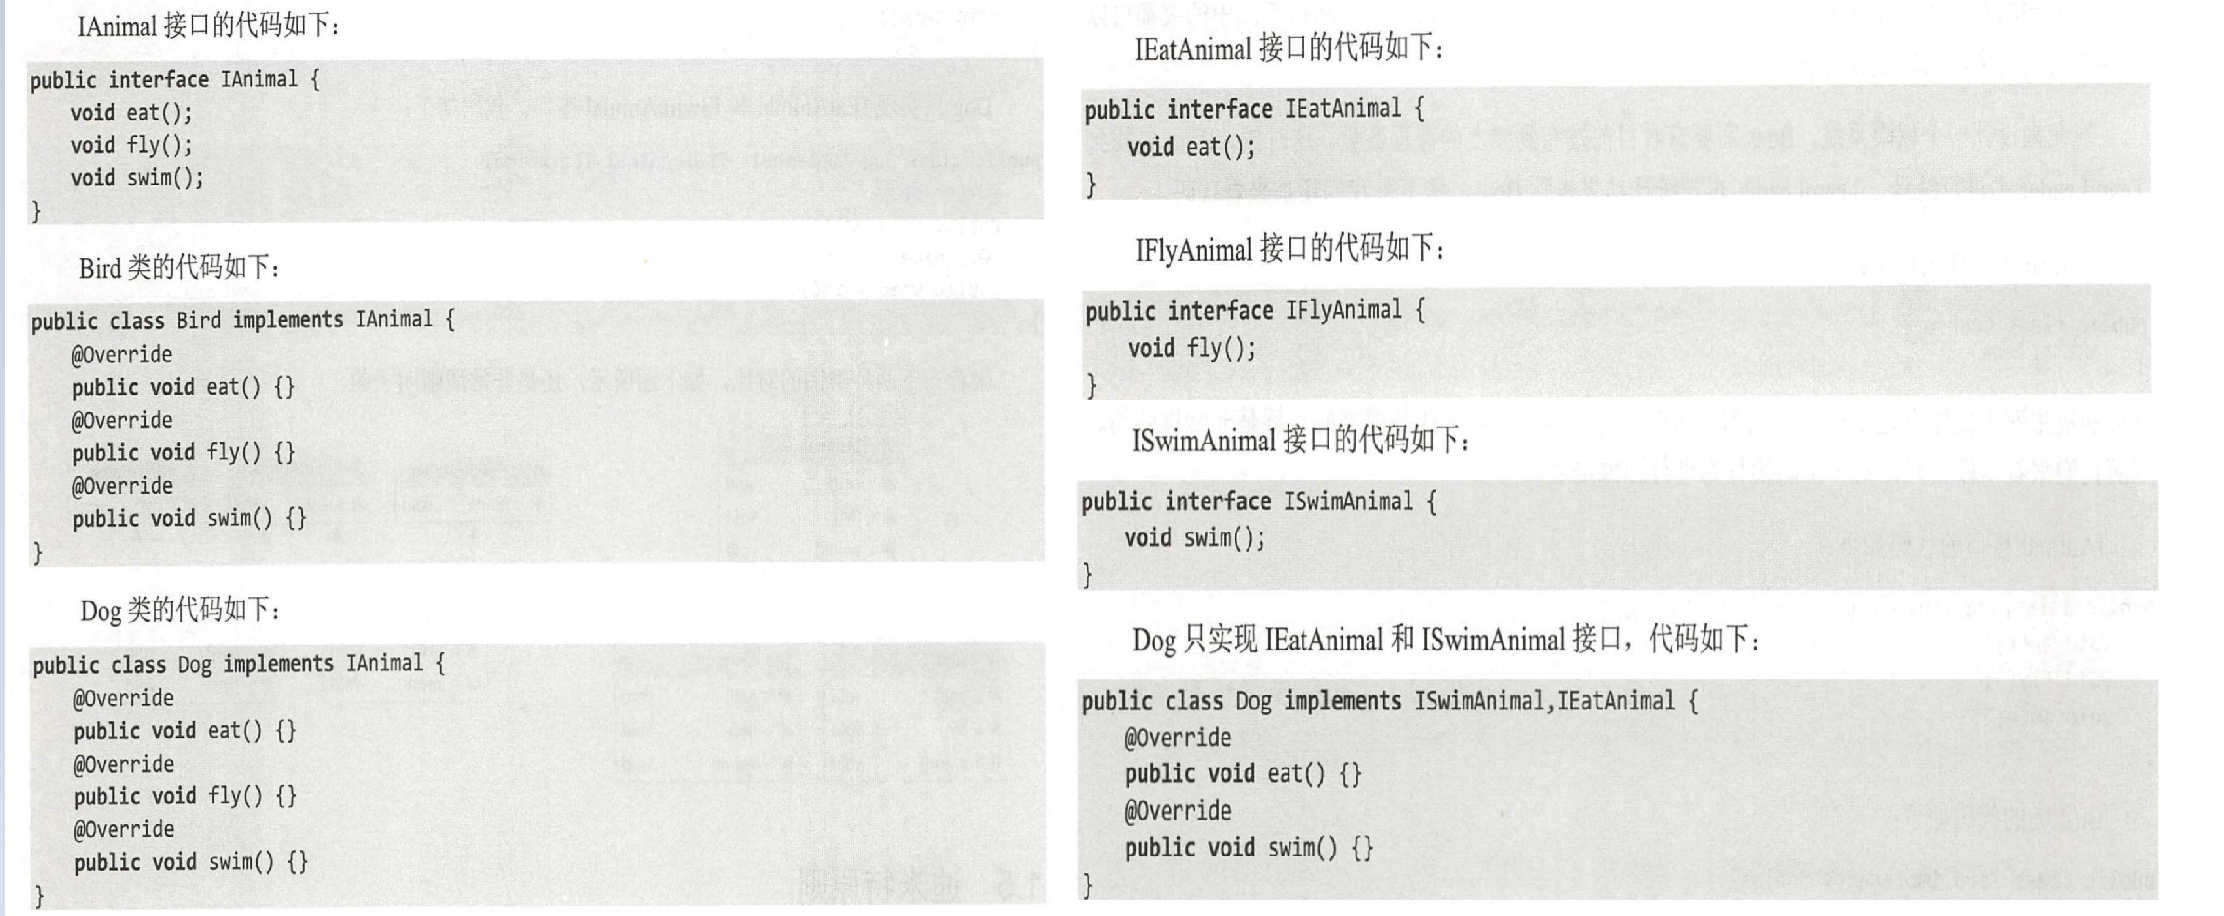 IAnimal 接口的代码如下：
public interface IAnimal {
void eat();
void fly();
void swim();
}
Bird 类的代码如下：
public class Bird implements IAnimal {
@Override
public void eat() {}
@Override
public void fly() {}
@Override
public void swim() {}
}
Dog 类的代码如下：
public class Dog implements IAnimal {
@Override
public void eat() {}
@Override
public void fly() {}
@Override
public void swim() {}
}
IEatAnimal 接口的代码如下：
public interface IEatAnimal {
void eat();
}
IFlyAnimal 接口的代码如下：
public interface IFlyAnimal {
void fly();
}
ISwimAnimal 接口的代码如下：
public interface ISwimAnimal {
void swim();
}
Dog 只实现 IEatAnimal 和 ISwimAnimal 接口，代码如下：
public class Dog implements ISwimAnimal,IEatAnimal {
@Override
public void eat() {}
@Override
public void swim() {}
}